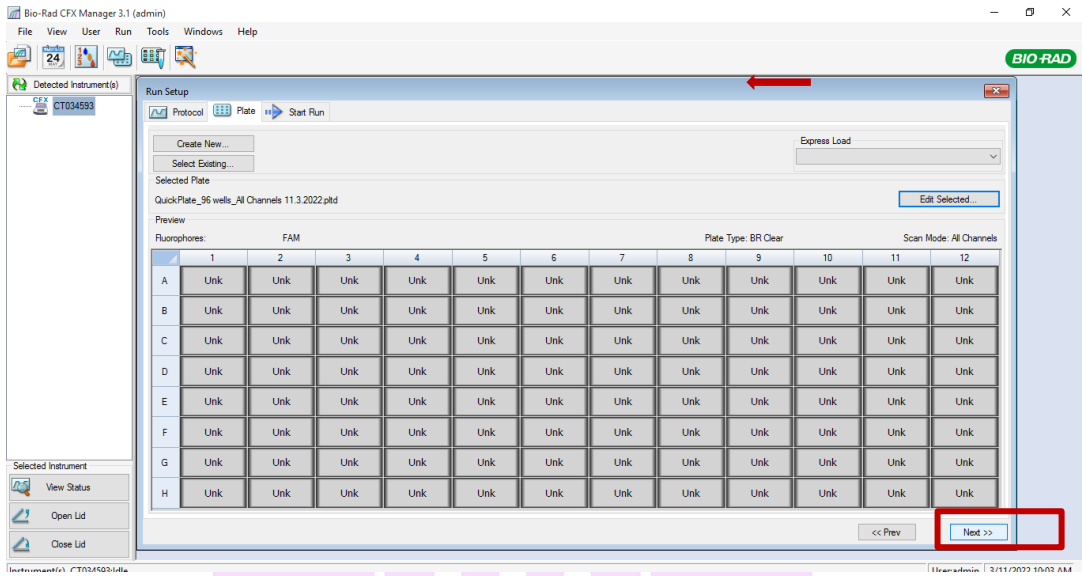 Bio-Rad CFX Manager 3.1 (admin)
File View User Run Tools Windows Help
24
BIO-RAD
Detected Instrument(s)
CFX
CT034593
Run Setup
Protocol Plate Start Run
Create New...
Select Existing...
Express Load
Selected Plate
QuickPlate_96 wells_All Channels 11.3.2022.pltd
Edit Selected...
Preview
Fluorophores: FAM Plate Type: BR Clear Scan Mode: All Channels
1 2 3 4 5 6 7 8 9 10 11 12
A Unk Unk Unk Unk Unk Unk Unk Unk Unk Unk Unk Unk
B Unk Unk Unk Unk Unk Unk Unk Unk Unk Unk Unk Unk
C Unk Unk Unk Unk Unk Unk Unk Unk Unk Unk Unk Unk
D Unk Unk Unk Unk Unk Unk Unk Unk Unk Unk Unk Unk
E Unk Unk Unk Unk Unk Unk Unk Unk Unk Unk Unk Unk
F Unk Unk Unk Unk Unk Unk Unk Unk Unk Unk Unk Unk
G Unk Unk Unk Unk Unk Unk Unk Unk Unk Unk Unk Unk
H Unk Unk Unk Unk Unk Unk Unk Unk Unk Unk Unk Unk
Selected Instrument
View Status
Open Lid
Close Lid
<< Prev Next >>
Instrument(s) CT034593:Idle User:admin 3/11/2022 10:03 AM